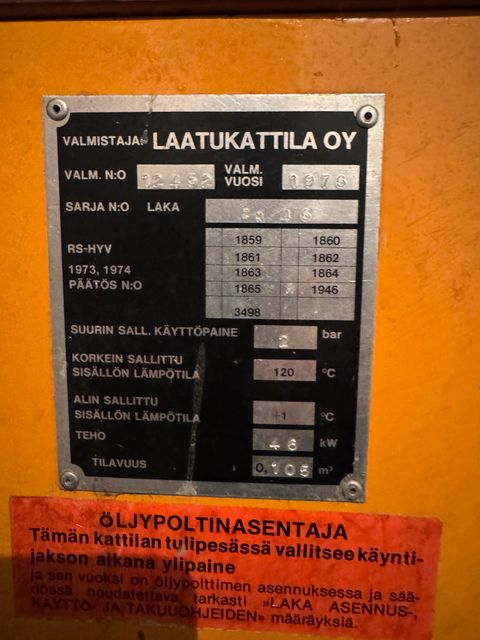 VALMISTAJA: LAATUKATTILA OY
VALM. N:O 12452 VALM. VUOSI 1976
SARJA N:O LAKA 46
RS-HYV
1973, 1974
PÄÄTÖS N:O
1859 1860
1861 1862
1863 1864
1865 1946
3498
SUURIN SALL. KÄYTTÖPAINE 2 bar
KORKEIN SALLITTU
SISÄLLÖN LÄMPÖTILA 120 °C
ALIN SALLITTU
SISÄLLÖN LÄMPÖTILA +1 °C
TEHO 46 kW
TILAVUUS 0,105 m³
ÖLJYPOLTINASENTAJA
Tämän kattilan tulipesässä vallitsee käynti-
jakson aikana ylipaine
ja sen vuoksi on öljypolttimen asennuksessa ja sää-
dössä noudatettava tarkasti »LAKA ASENNUS-,
KÄYTTÖ- JA TAKUUOHJEIDEN» määräyksiä.